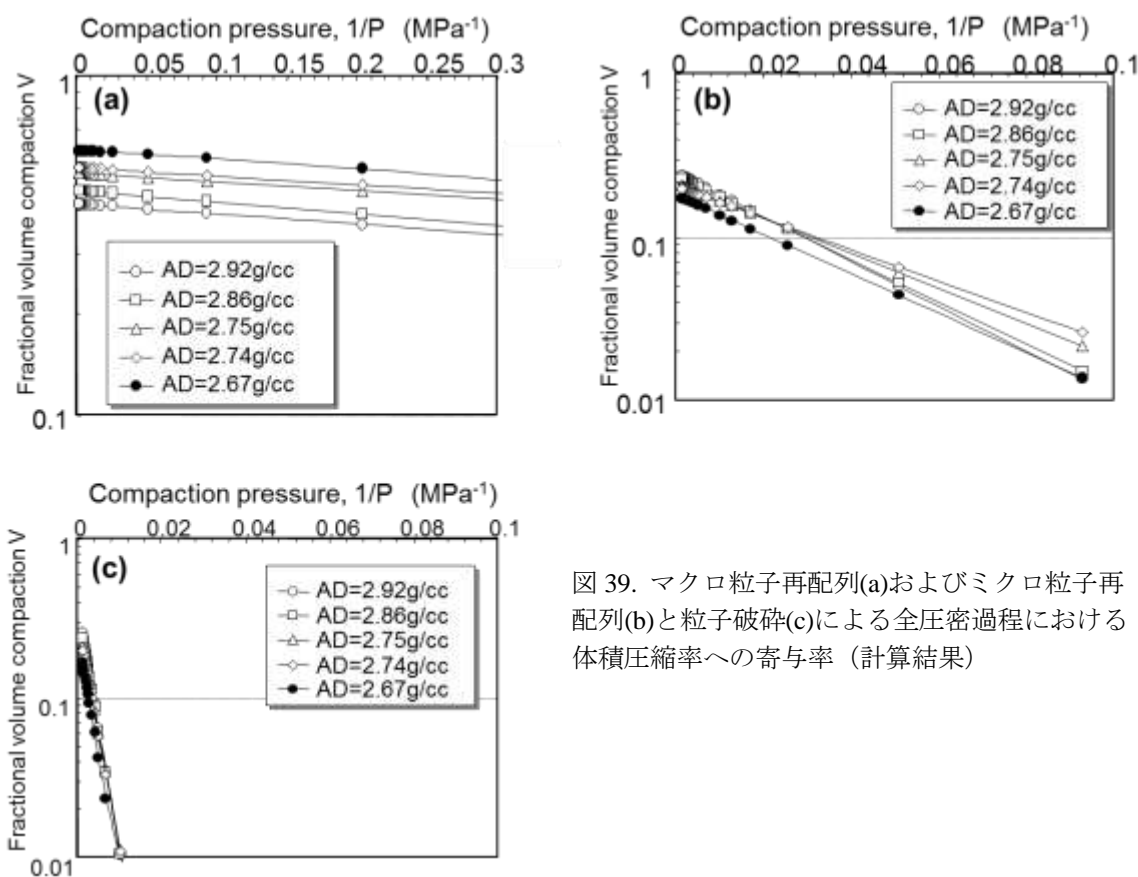 Compaction pressure, 1/P (MPa-1)
0 0.05 0.1 0.15 0.2 0.25 0.3
1
(a)
Fractional volume compaction V
AD=2.92g/cc
AD=2.86g/cc
AD=2.75g/cc
AD=2.74g/cc
AD=2.67g/cc
0.1
Compaction pressure, 1/P (MPa-1)
0 0.02 0.04 0.06 0.08 0.1
1
(b)
Fractional volume compaction V
AD=2.92g/cc
AD=2.86g/cc
AD=2.75g/cc
AD=2.74g/cc
AD=2.67g/cc
0.1
0.01
Compaction pressure, 1/P (MPa-1)
0 0.02 0.04 0.06 0.08 0.1
1
(c)
Fractional volume compaction V
AD=2.92g/cc
AD=2.86g/cc
AD=2.75g/cc
AD=2.74g/cc
AD=2.67g/cc
0.1
0.01
図 39. マクロ粒子再配列(a)およびミクロ粒子再
配列(b)と粒子破砕(c)による全圧密過程における
体積圧縮率への寄与率（計算結果）